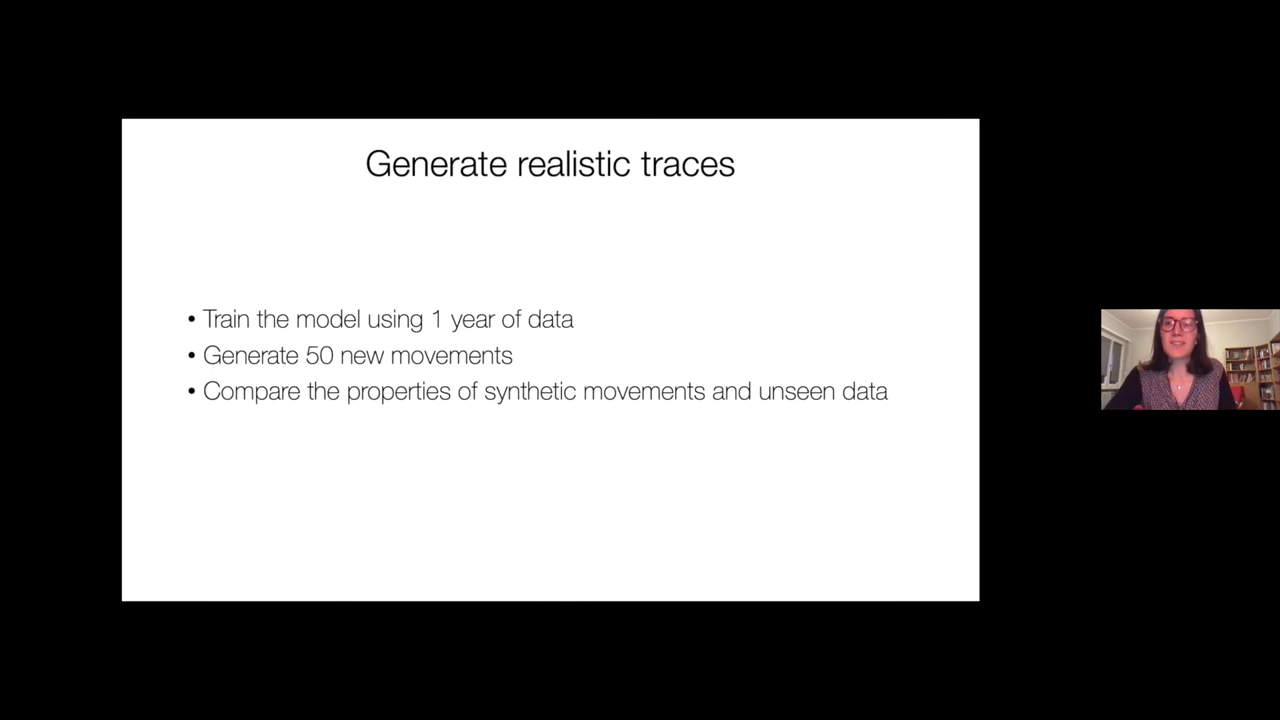 Generate realistic traces
• Train the model using 1 year of data
• Generate 50 new movements
• Compare the properties of synthetic movements and unseen data